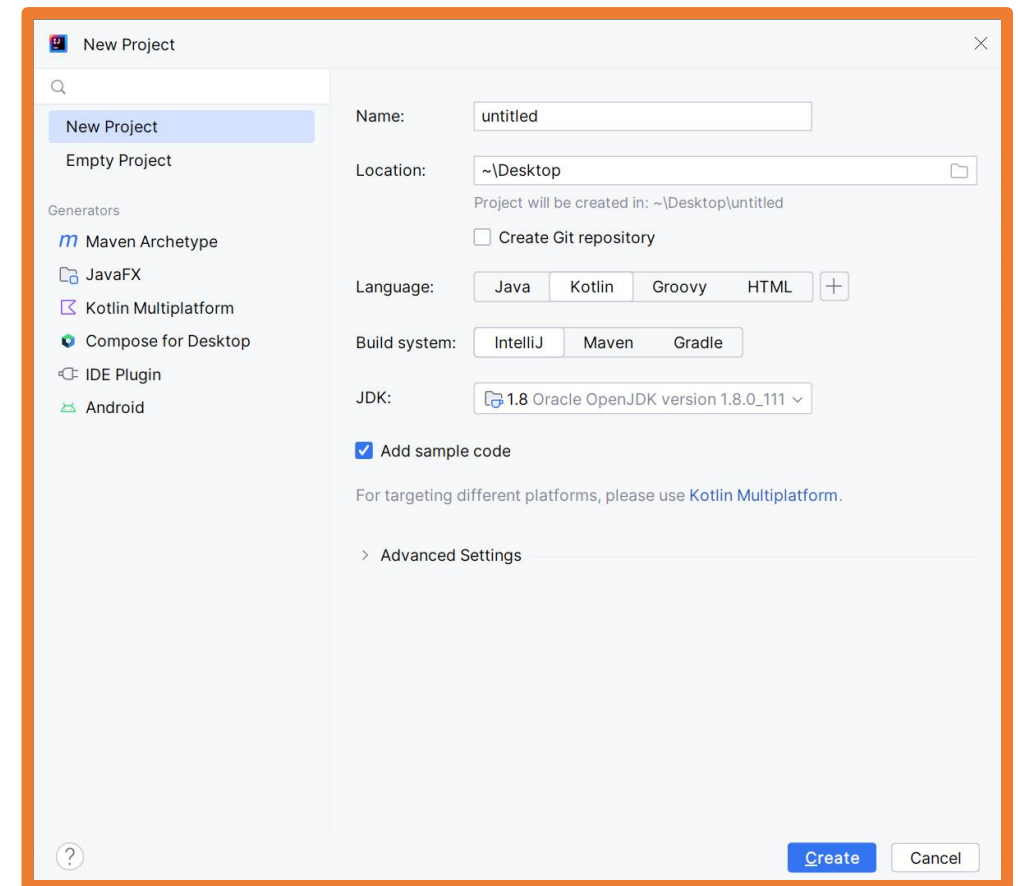 New Project
New Project
Empty Project
Generators
Maven Archetype
JavaFX
Kotlin Multiplatform
Compose for Desktop
IDE Plugin
Android
Name: untitled
Location: ~\Desktop
Project will be created in: ~\Desktop\untitled
Create Git repository
Language: Java Kotlin Groovy HTML +
Build system: IntelliJ Maven Gradle
JDK: 1.8 Oracle OpenJDK version 1.8.0_111
Add sample code
For targeting different platforms, please use Kotlin Multiplatform.
Advanced Settings
? Create Cancel